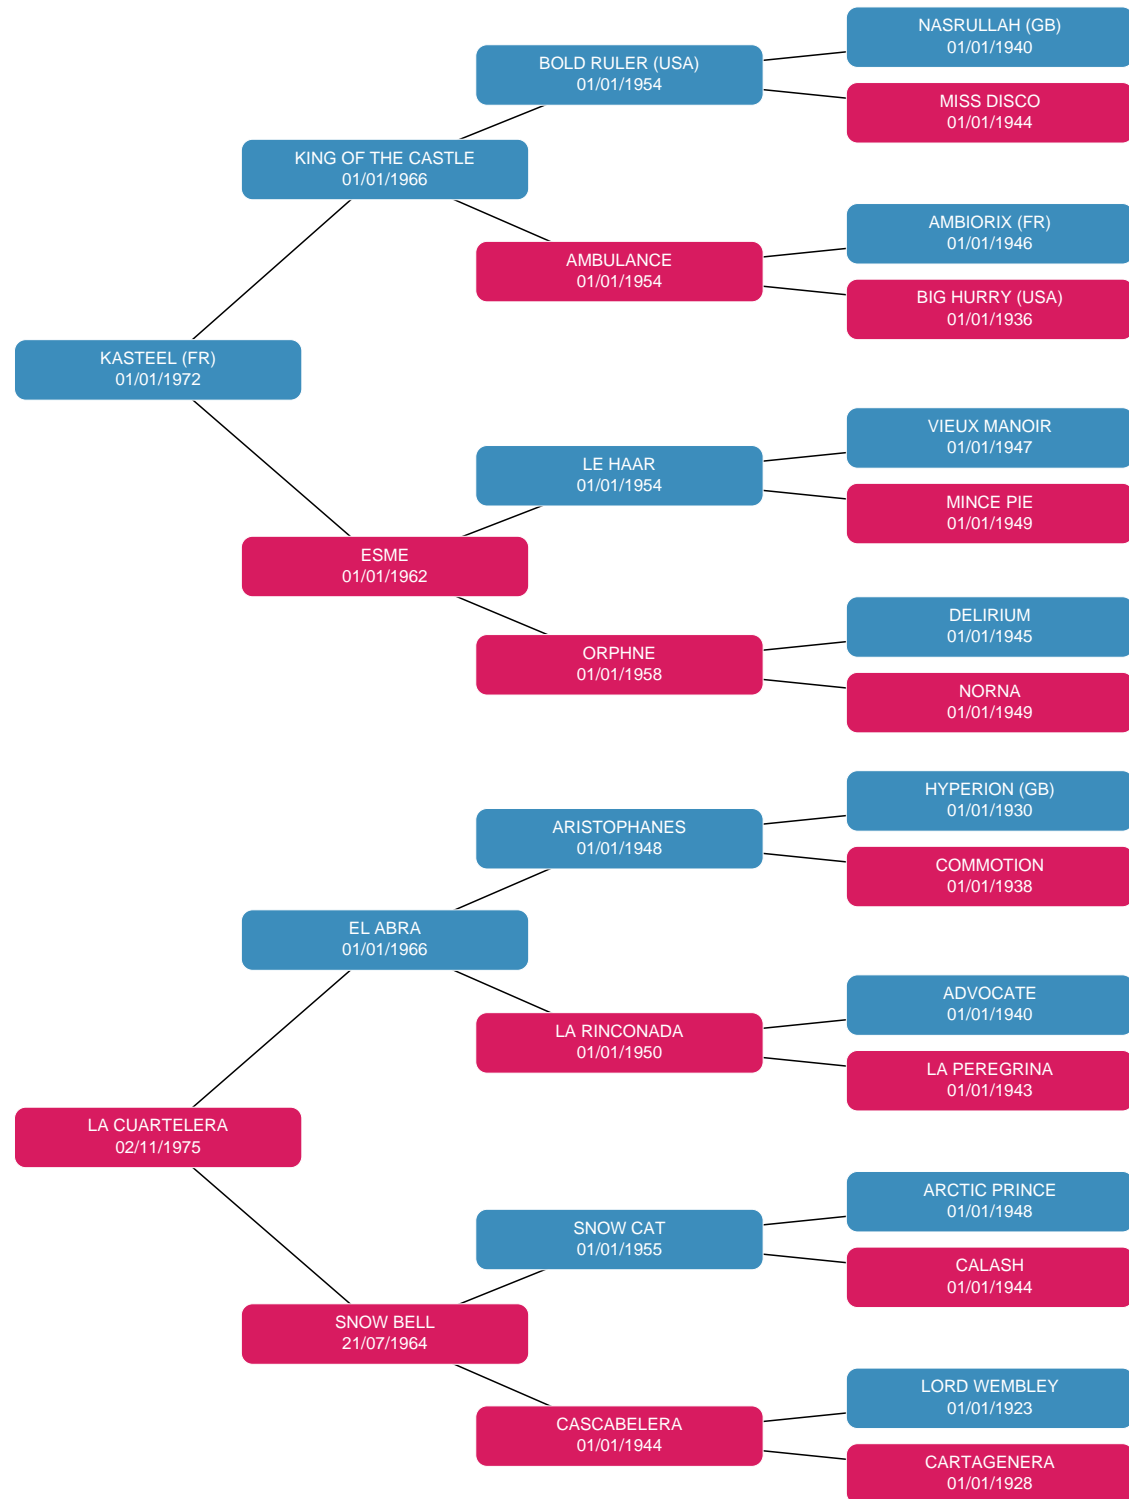 NASRULLAH (GB)
01/01/1940
BOLD RULER (USA)
01/01/1954
MISS DISCO
01/01/1944
KING OF THE CASTLE
01/01/1966
AMBIORIX (FR)
01/01/1946
AMBULANCE
01/01/1954
BIG HURRY (USA)
01/01/1936
KASTEEL (FR)
01/01/1972
VIEUX MANOIR
01/01/1947
LE HAAR
01/01/1954
MINCE PIE
01/01/1949
ESME
01/01/1962
DELIRIUM
01/01/1945
ORPHNE
01/01/1958
NORNA
01/01/1949
HYPERION (GB)
01/01/1930
ARISTOPHANES
01/01/1948
COMMOTION
01/01/1938
EL ABRA
01/01/1966
ADVOCATE
01/01/1940
LA RINCONADA
01/01/1950
LA PEREGRINA
01/01/1943
LA CUARTELERA
02/11/1975
ARCTIC PRINCE
01/01/1948
SNOW CAT
01/01/1955
CALASH
01/01/1944
SNOW BELL
21/07/1964
LORD WEMBLEY
01/01/1923
CASCABELERA
01/01/1944
CARTAGENERA
01/01/1928